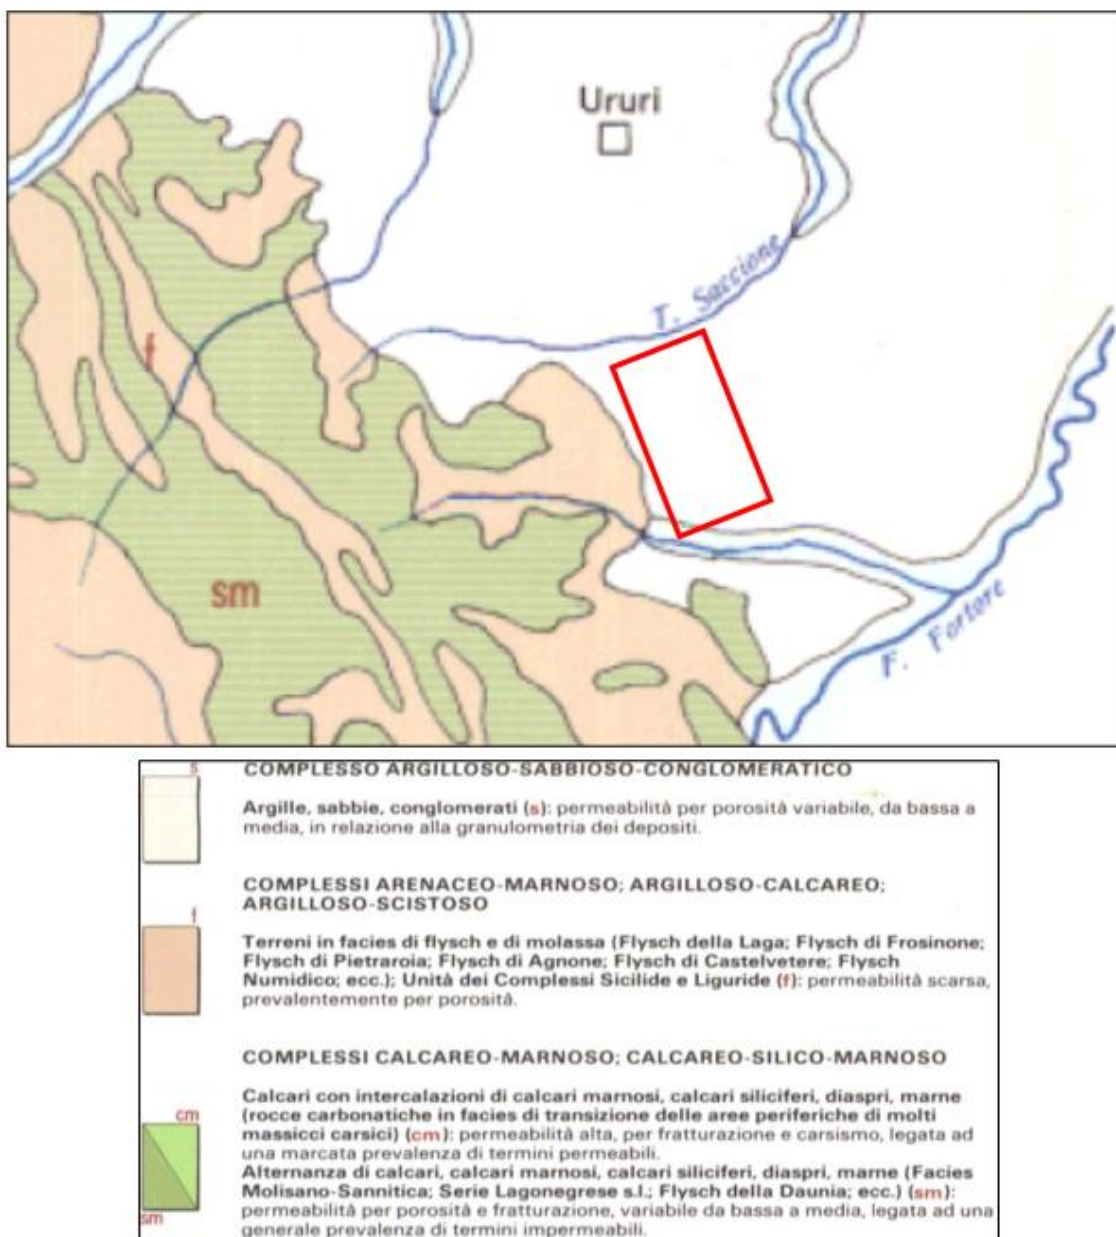 Ururi
T. Saccione
f
sm
F. Fortore
s
COMPLESSO ARGILLOSO-SABBIOSO-CONGLOMERATICO
Argille, sabbie, conglomerati (s): permeabilità per porosità variabile, da bassa a
media, in relazione alla granulometria dei depositi.
COMPLESSI ARENACEO-MARNOSO; ARGILLOSO-CALCAREO;
ARGILLOSO-SCISTOSO
f
Terreni in facies di flysch e di molassa (Flysch della Laga; Flysch di Frosinone;
Flysch di Pietraroia; Flysch di Agnone; Flysch di Castelvetere; Flysch
Numidico; ecc.); Unità dei Complessi Sicilide e Liguride (f): permeabilità scarsa,
prevalentemente per porosità.
COMPLESSI CALCAREO-MARNOSO; CALCAREO-SILICO-MARNOSO
Calcari con intercalazioni di calcari marnosi, calcari siliciferi, diaspri, marne
cm
(rocce carbonatiche in facies di transizione delle aree periferiche di molti
massicci carsici) (cm): permeabilità alta, per fratturazione e carsismo, legata ad
una marcata prevalenza di termini permeabili.
Alternanza di calcari, calcari marnosi, calcari siliciferi, diaspri, marne (Facies
Molisano-Sannitica; Serie Lagonegrese s.l.; Flysch della Daunia; ecc.) (sm):
permeabilità per porosità e fratturazione, variabile da bassa a media, legata ad una
sm
generale prevalenza di termini impermeabili.